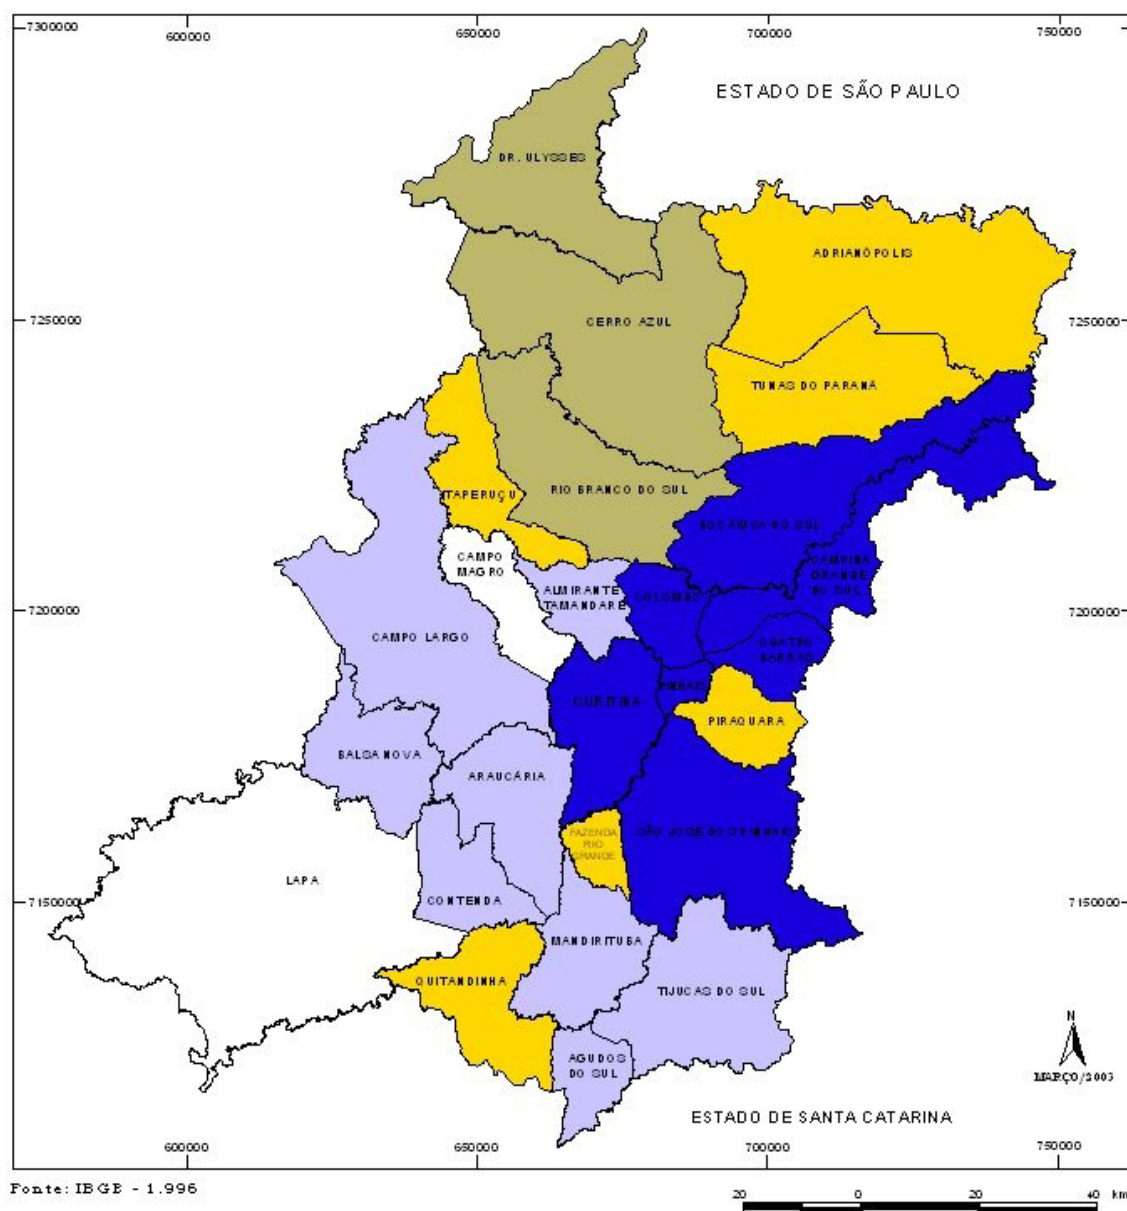 600000
650000
700000
750000
7300000
ESTADO DE SÃO PAULO
DR. ULYSSES
ADRIANÓPOLIS
7250000
CERRO AZUL
7250000
TUNAS DO PARANÁ
ITAPERUÇU
RIO BRANCO DO SUL
BOCAIÚVA DO SUL
CAMPO
MAGRO
CAMPINA
GRANDE
DO SUL
ALMIRANTE
TAMANDARÉ
COLOMBO
7200000
7200000
CAMPO LARGO
QUATRO
BARRAS
PINHAIS
CURITIBA
PIRAQUARA
BALSA NOVA
ARAUCÁRIA
FAZENDA
RIO
GRANDE
SÃO JOSÉ DOS PINHAIS
LAPA
CONTENDA
7150000
7150000
MANDIRITUBA
QUITANDINHA
TIJUCAS DO SUL
N
AGUDOS
DO SUL
MARÇO/2003
ESTADO DE SANTA CATARINA
600000
650000
700000
750000
Fonte: IBGE - 1.996
20
0
20
40
km